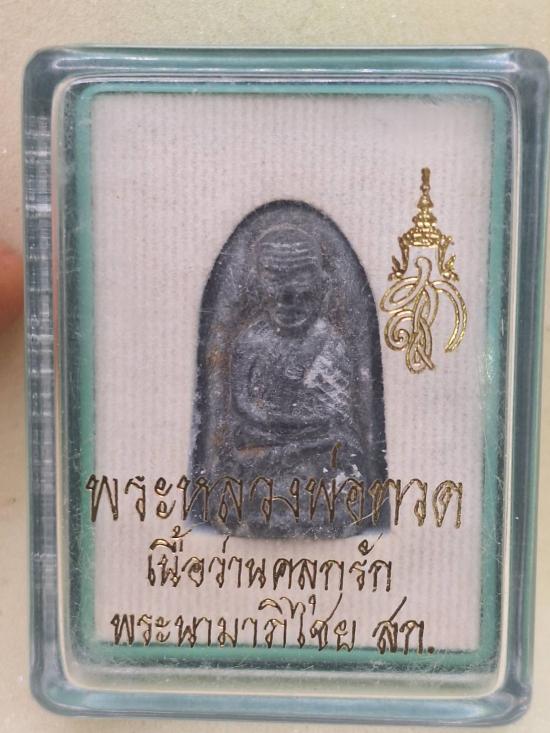 พระหลวงพ่อทวด
เนื้อว่านคลุกรัก
พระนามาภิไชย สก.